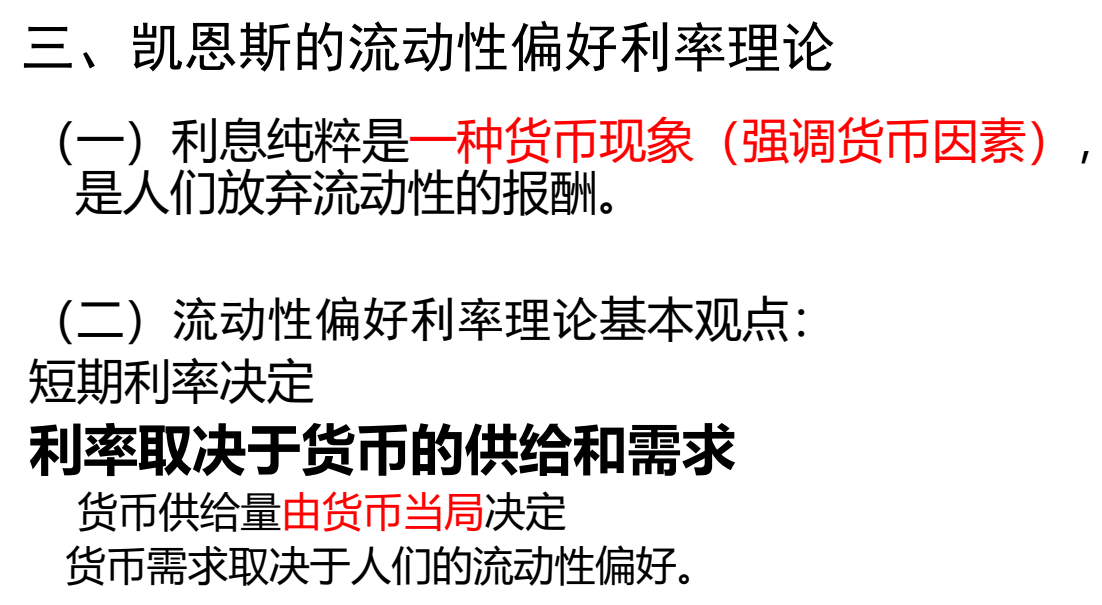 三、凯恩斯的流动性偏好利率理论
（一）利息纯粹是一种货币现象（强调货币因素），
是人们放弃流动性的报酬。
（二）流动性偏好利率理论基本观点：
短期利率决定
利率取决于货币的供给和需求
货币供给量由货币当局决定
货币需求取决于人们的流动性偏好。